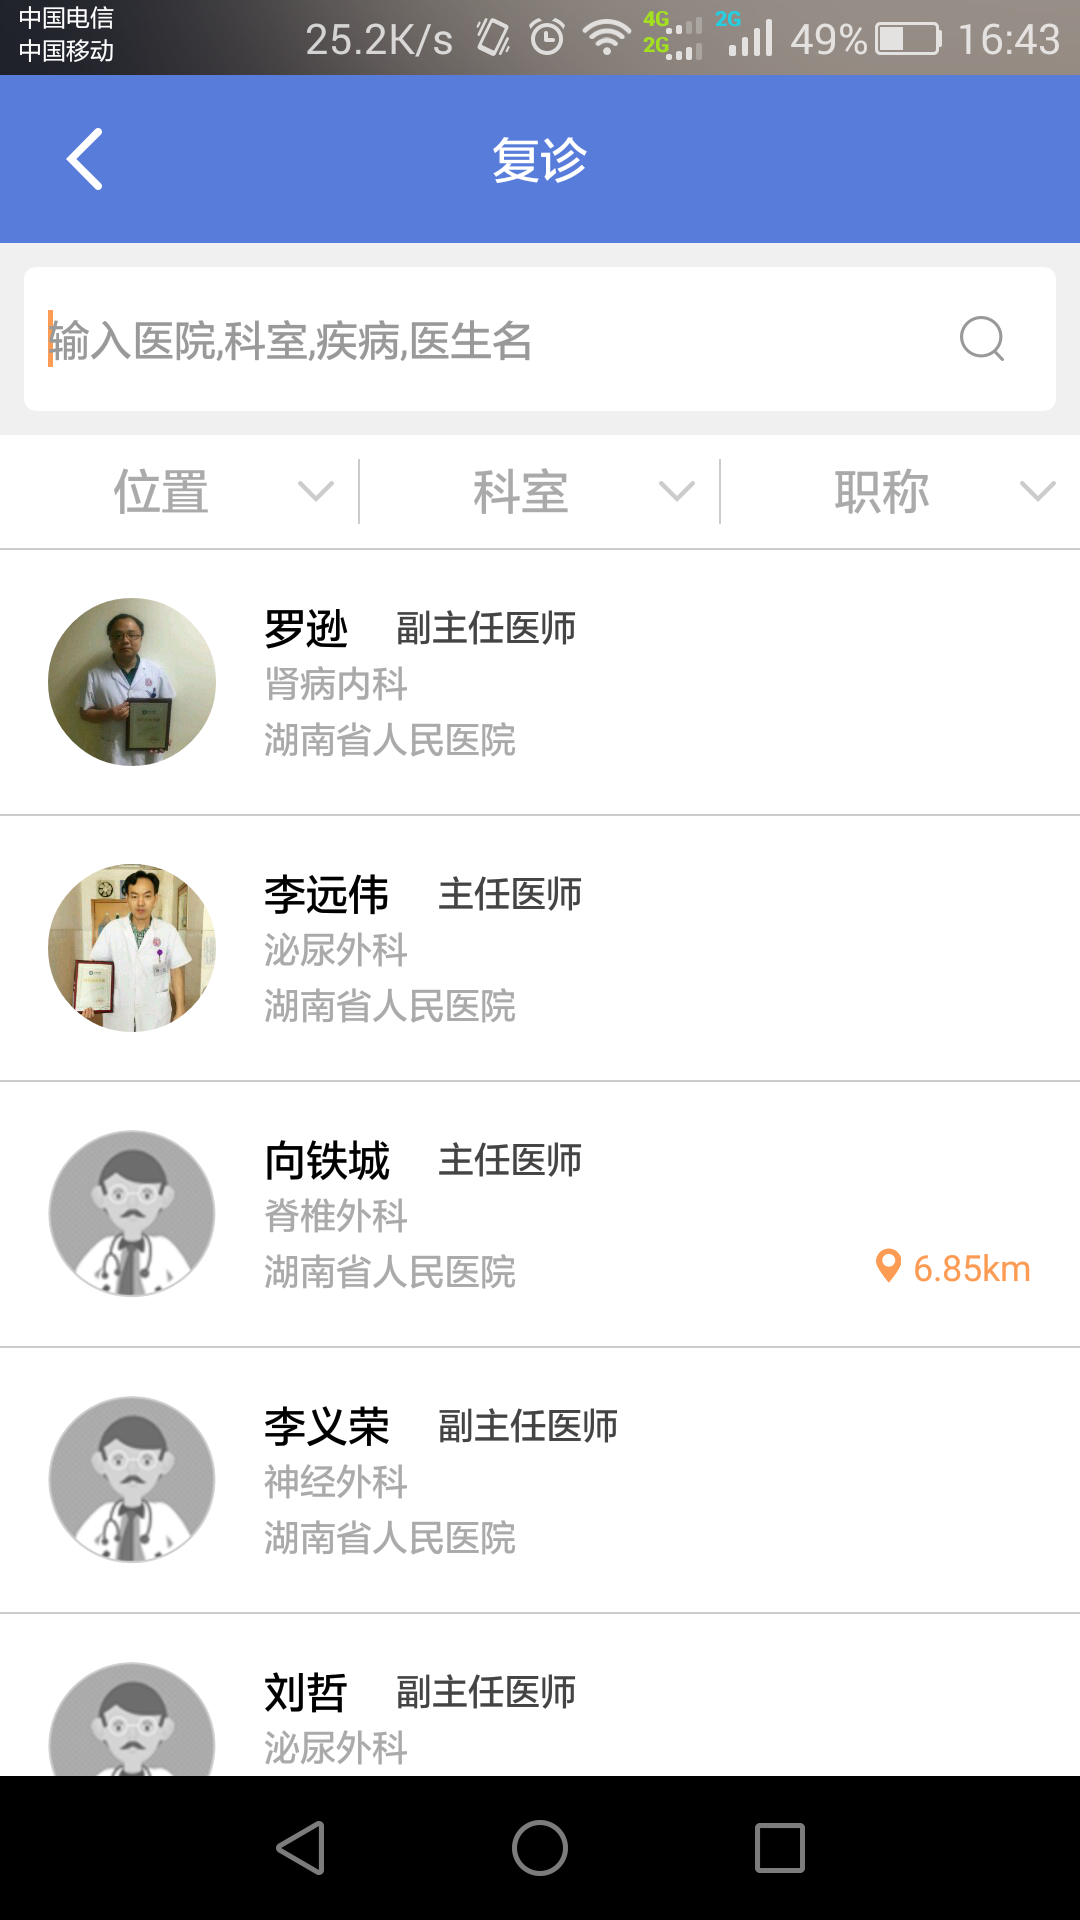 中国电信
中国移动
25.2K/s 4G 2G 2G 49% 16:43
复诊
输入医院,科室,疾病,医生名
位置 科室 职称
罗逊 副主任医师
肾病内科
湖南省人民医院
李远伟 主任医师
泌尿外科
湖南省人民医院
向铁城 主任医师
脊椎外科
湖南省人民医院 6.85km
李义荣 副主任医师
神经外科
湖南省人民医院
刘哲 副主任医师
泌尿外科